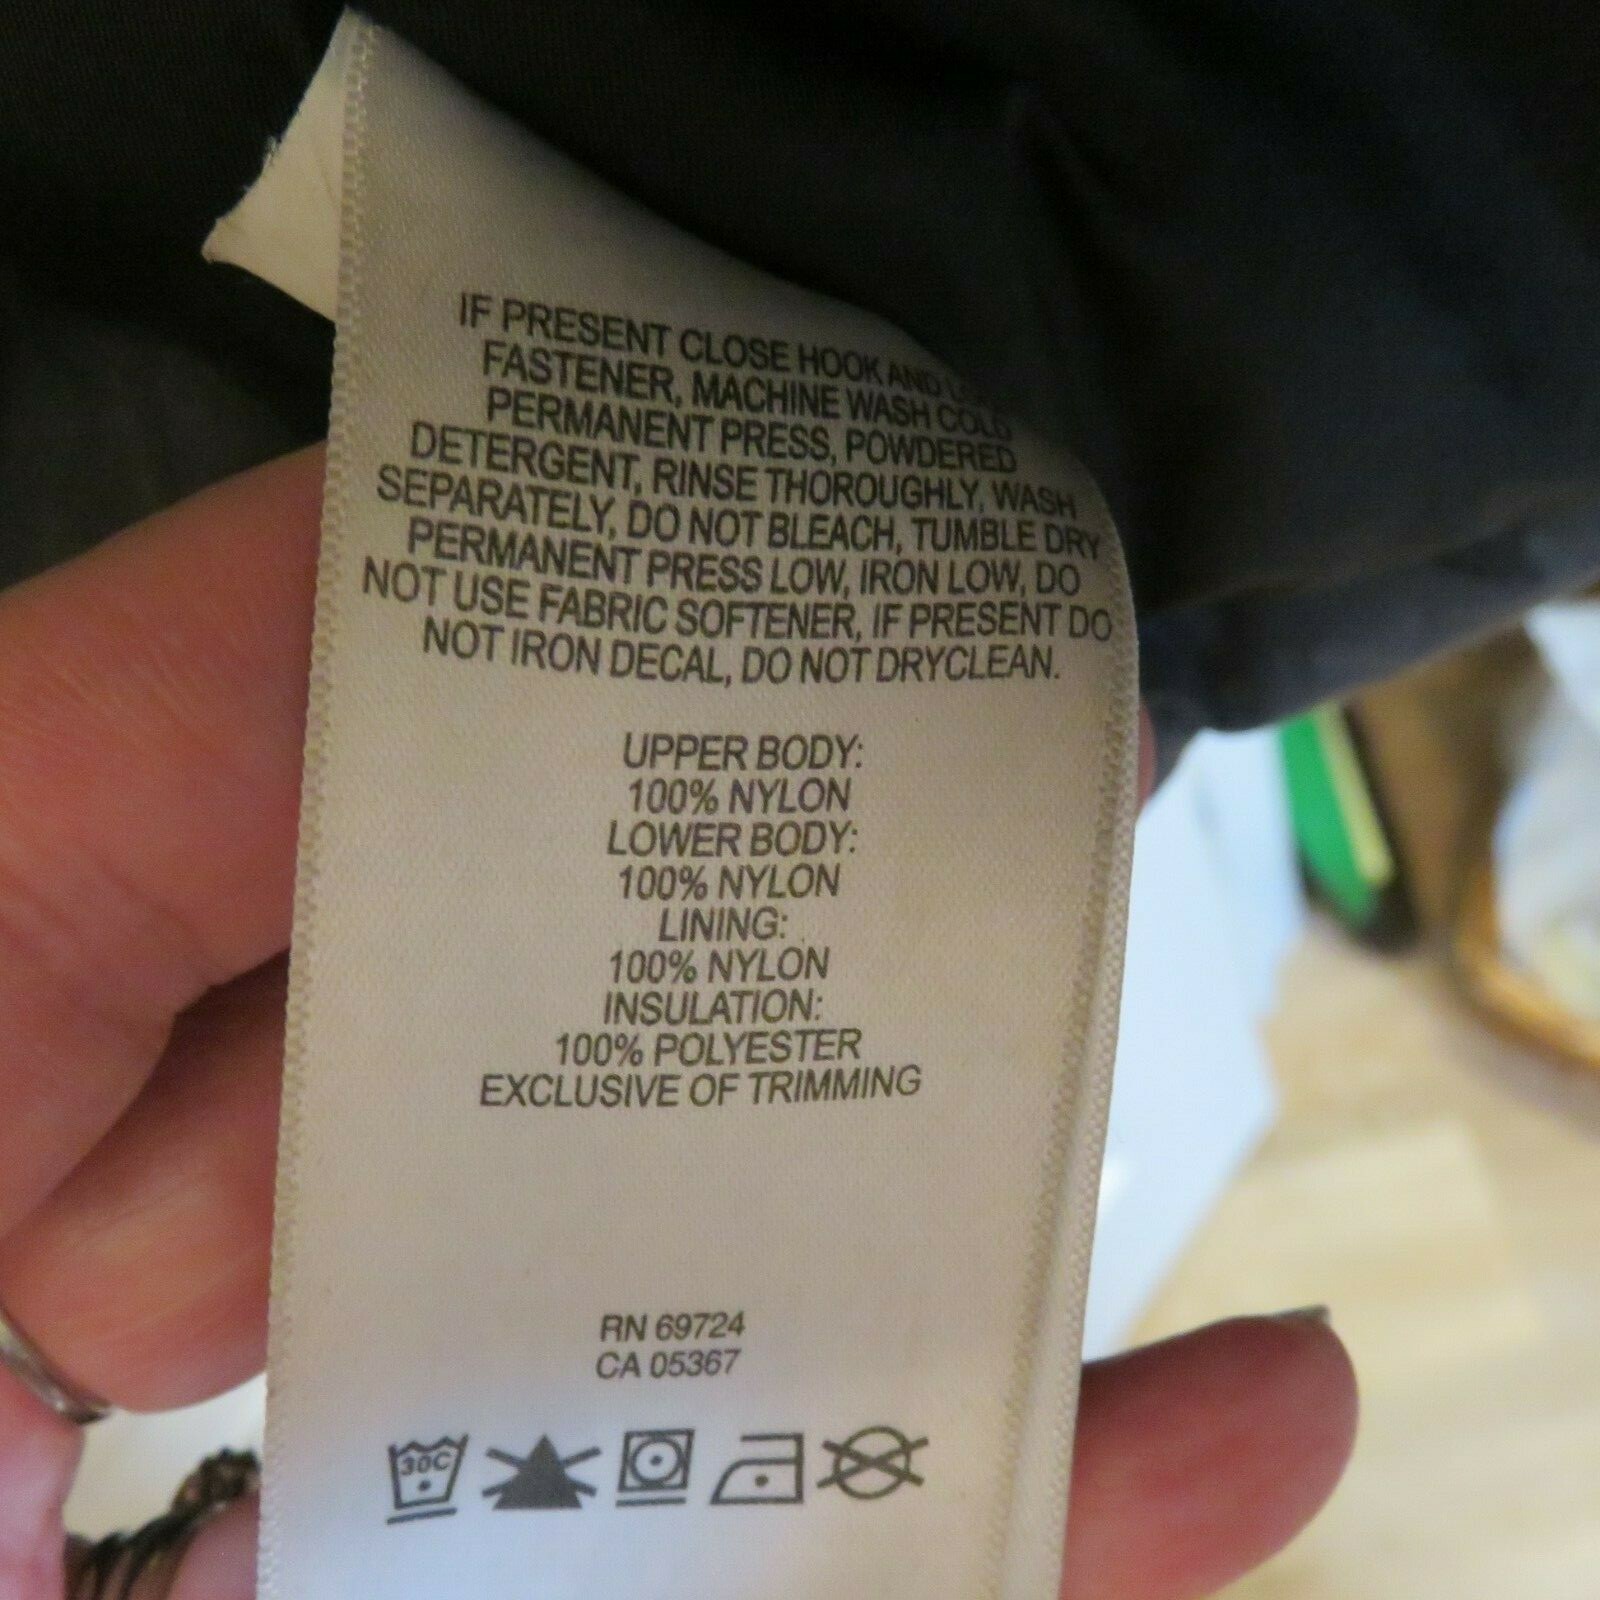 IF PRESENT CLOSE HOOK AND
FASTENER, MACHINE WASH COLD
PERMANENT PRESS, POWDERED
DETERGENT, RINSE THOROUGHLY, WASH
SEPARATELY, DO NOT BLEACH, TUMBLE DRY
PERMANENT PRESS LOW, IRON LOW, DO
NOT USE FABRIC SOFTENER, IF PRESENT DO
NOT IRON DECAL, DO NOT DRYCLEAN.
UPPER BODY:
100% NYLON
LOWER BODY:
100% NYLON
LINING:
100% NYLON
INSULATION:
100% POLYESTER
EXCLUSIVE OF TRIMMING
RN 69724
CA 05367
30C